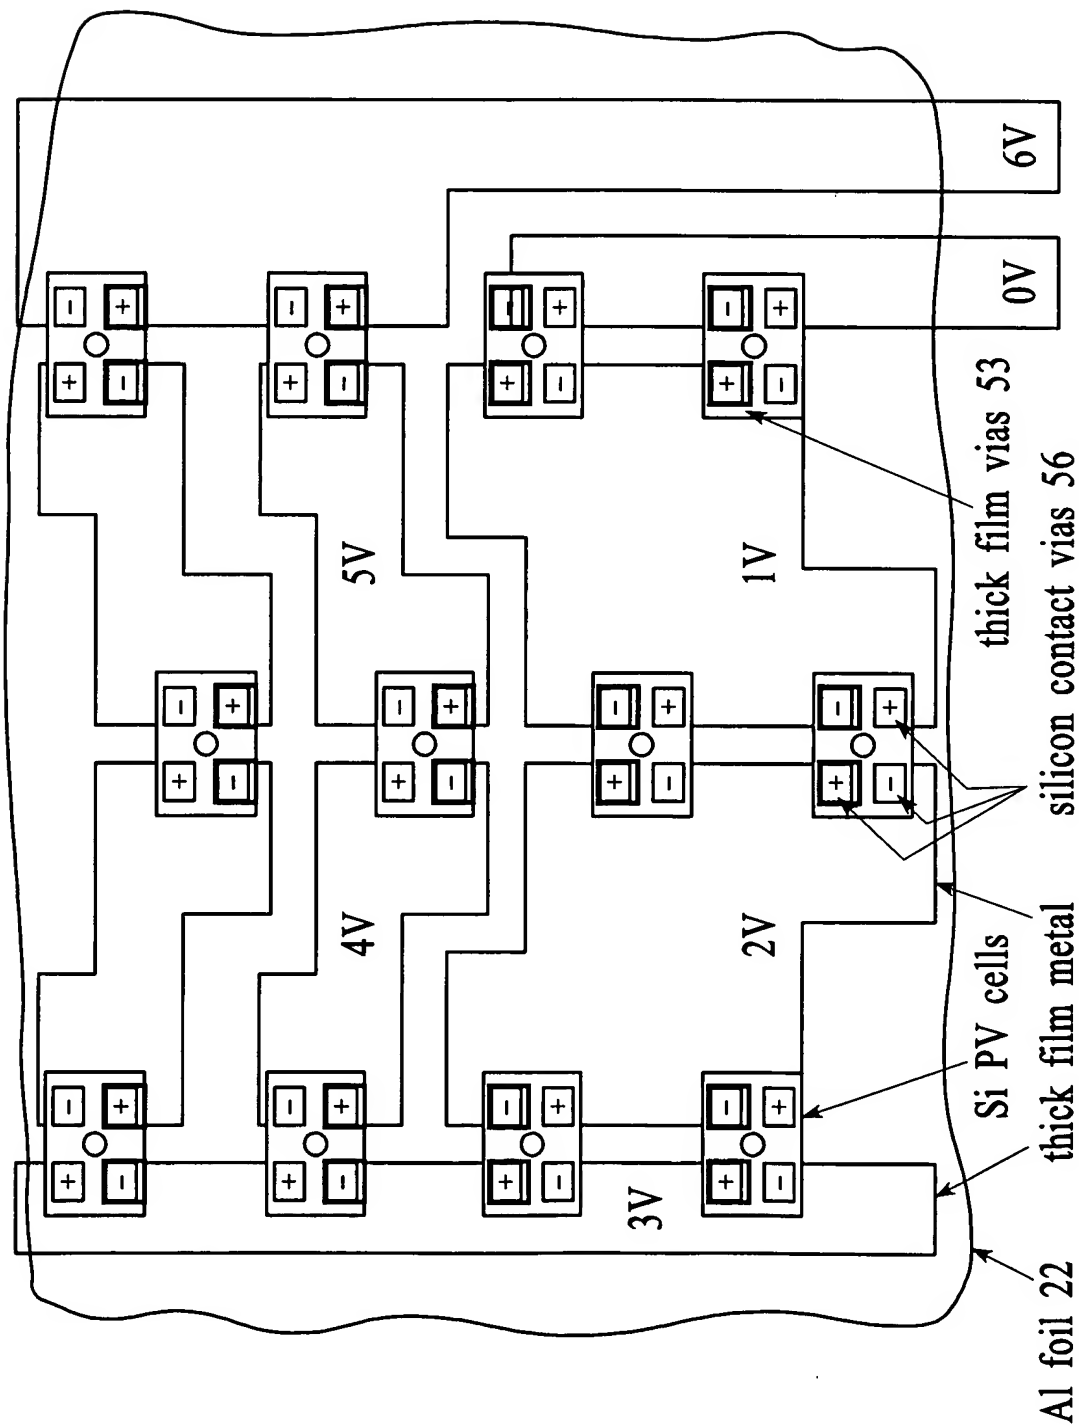 4V
5V
3V
2V
1V
0V
6V
Si PV cells
thick film vias 53
Al foil 22
thick film metal
silicon contact vias 56